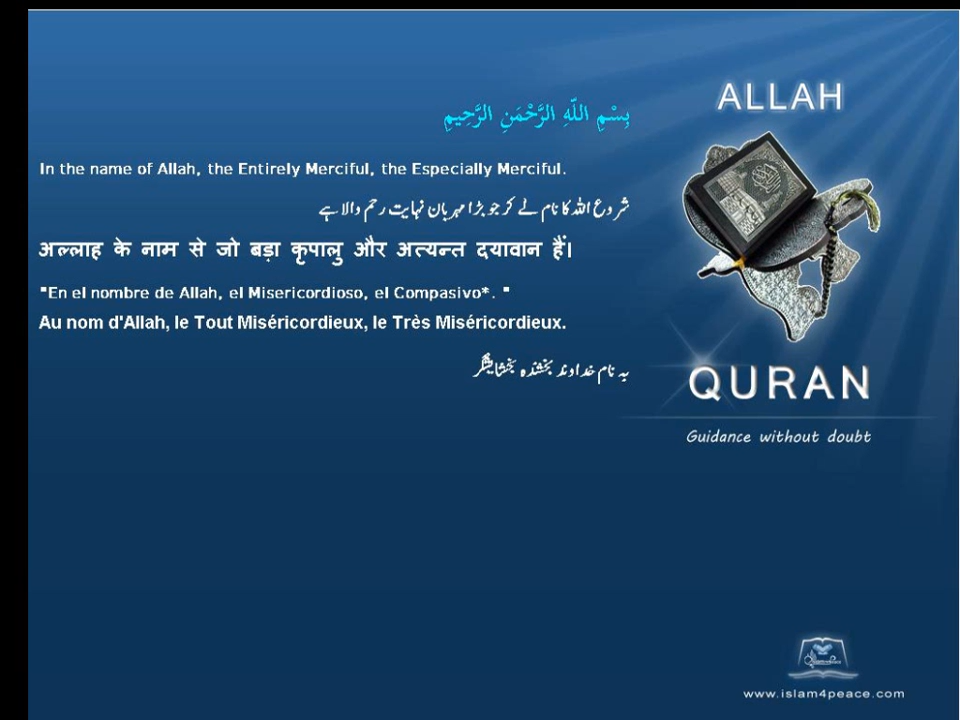 بِسْمِ اللَّهِ الرَّحْمَنِ الرَّحِيمِ
In the name of Allah, the Entirely Merciful, the Especially Merciful.
شروع الله کا نام لے کر جو بڑا مہربان نہایت رحم والا ہے
अल्लाह के नाम से जो बड़ा कृपालु और अत्यन्त दयावान हैं।
"En el nombre de Allah, el Misericordioso, el Compasivo*. "
Au nom d'Allah, le Tout Miséricordieux, le Très Miséricordieux.
به نام خداوند بخشنده بخشایشگر
ALLAH
QURAN
Guidance without doubt
www.islam4peace.com